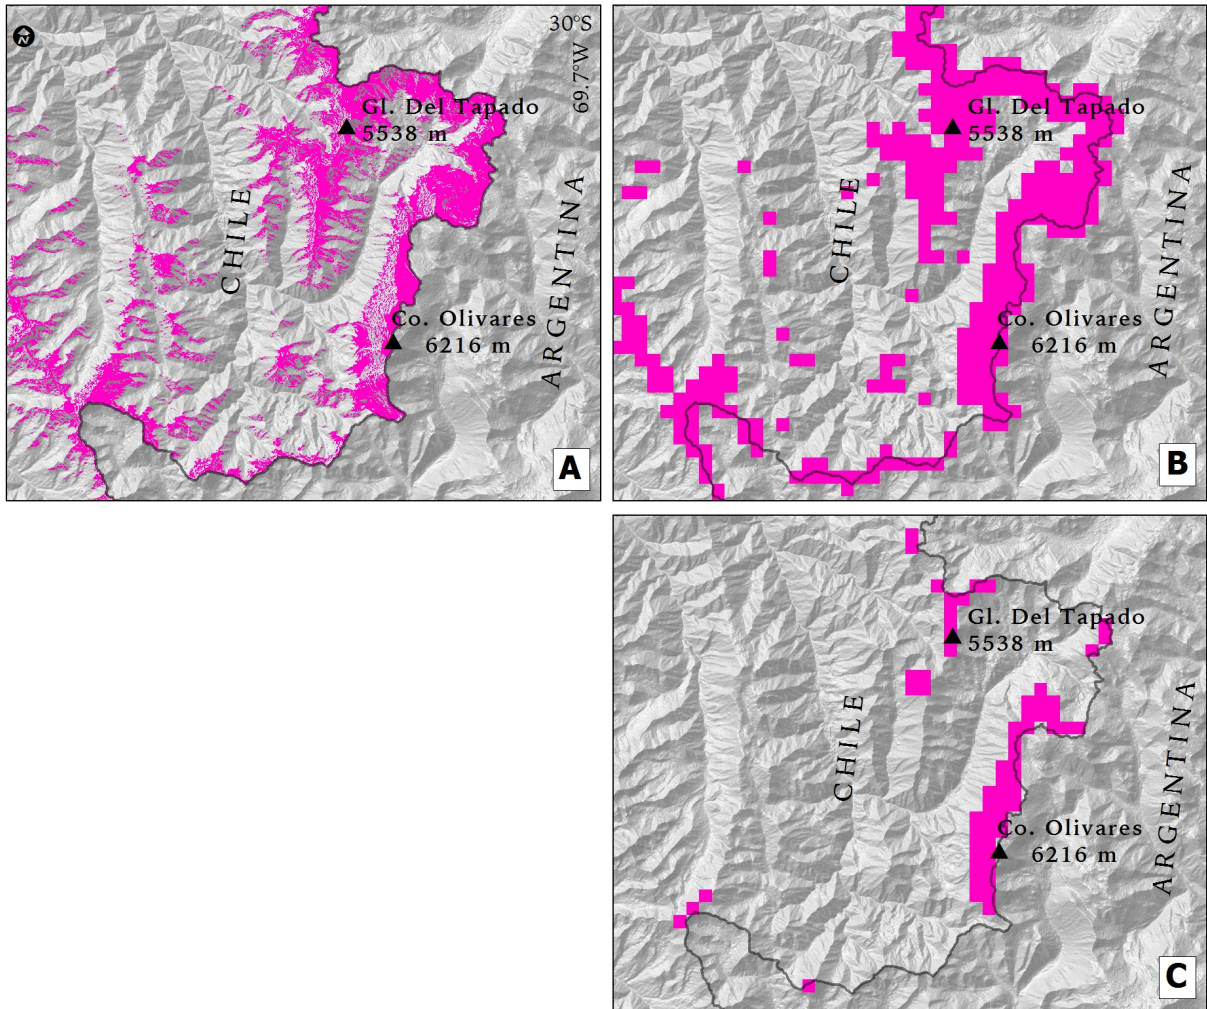 N
30°S
69.7°W
Gl. Del Tapado
5538 m
CHILE
ARGENTINA
Co. Olivares
6216 m
A
Gl. Del Tapado
5538 m
CHILE
ARGENTINA
Co. Olivares
6216 m
B
Gl. Del Tapado
5538 m
CHILE
ARGENTINA
Co. Olivares
6216 m
C